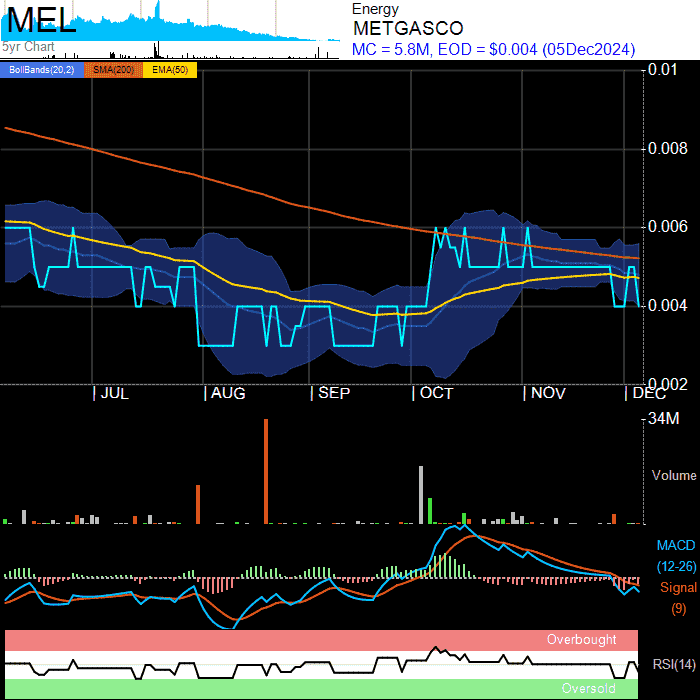 MEL
5yr Chart
Energy
METGASCO
MC = 5.8M, EOD = $0.004 (05Dec2024)
BollBands(20,2) SMA(200) EMA(50)
0.01
0.008
0.006
0.004
0.002
| JUL | AUG | SEP | OCT | NOV | DEC
34M
Volume
MACD
(12-26)
Signal
(9)
Overbought
RSI(14)
Oversold